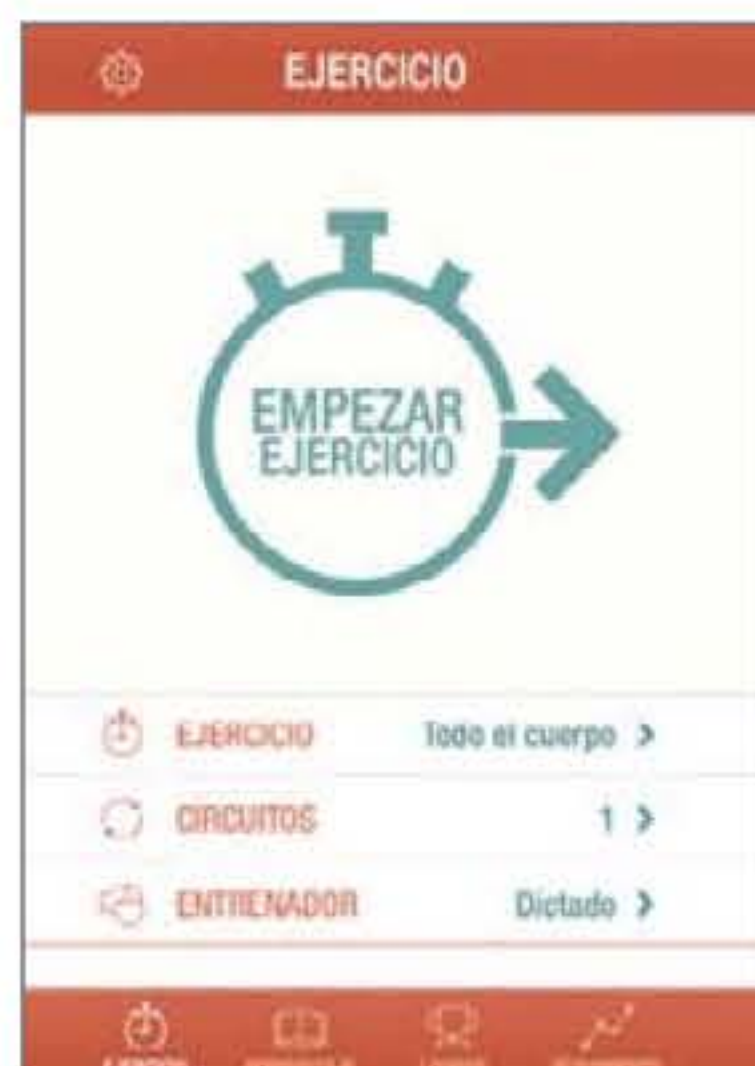 EJERCICIO
EMPEZAR
EJERCICIO
EJERCICIO Todo el cuerpo >
CIRCUITOS 1 >
ENTRENADOR Dictado >